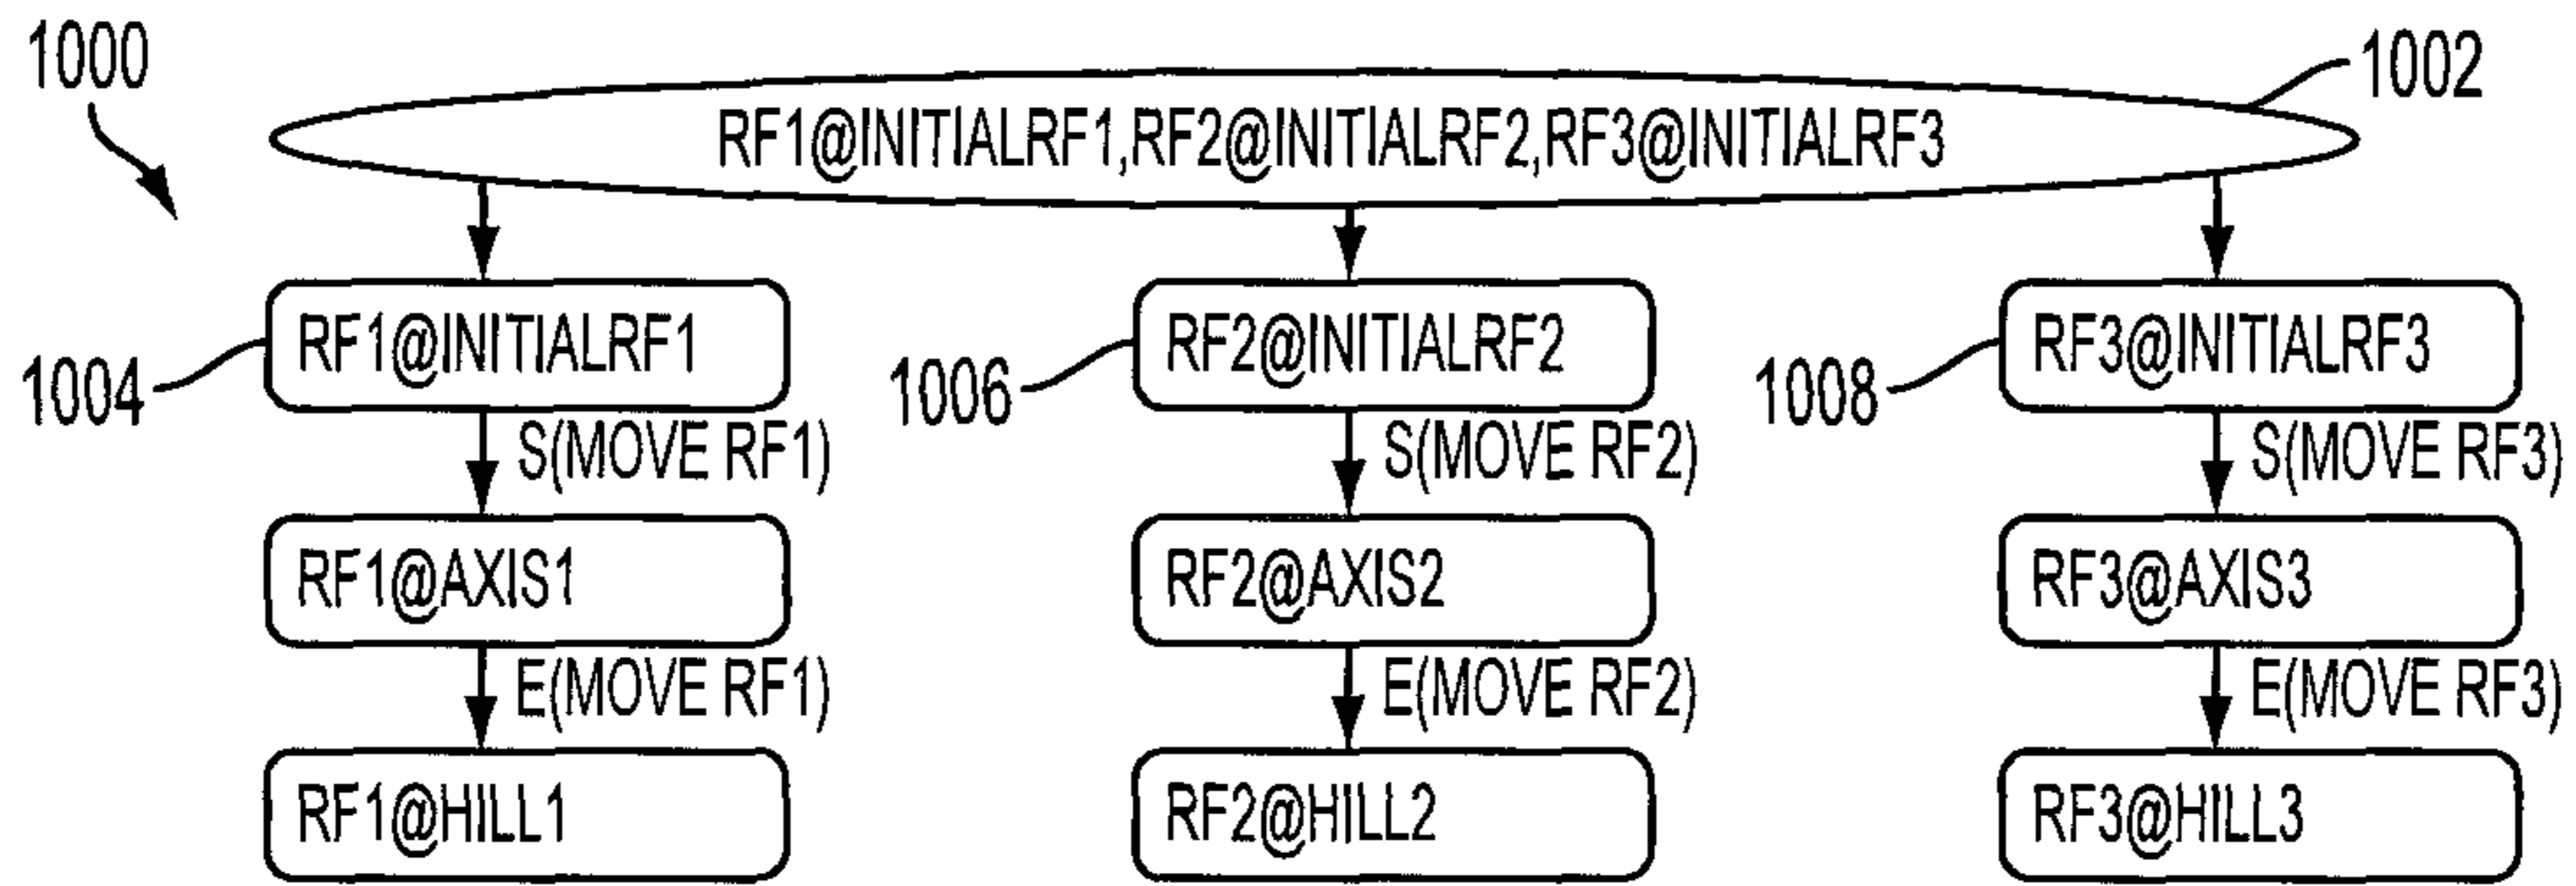 1000
1002
RF1@INITIALRF1,RF2@INITIALRF2,RF3@INITIALRF3
RF1@INITIALRF1
RF2@INITIALRF2
RF3@INITIALRF3
1004
1006
1008
S(MOVE RF1)
S(MOVE RF2)
S(MOVE RF3)
RF1@AXIS1
RF2@AXIS2
RF3@AXIS3
E(MOVE RF1)
E(MOVE RF2)
E(MOVE RF3)
RF1@HILL1
RF2@HILL2
RF3@HILL3